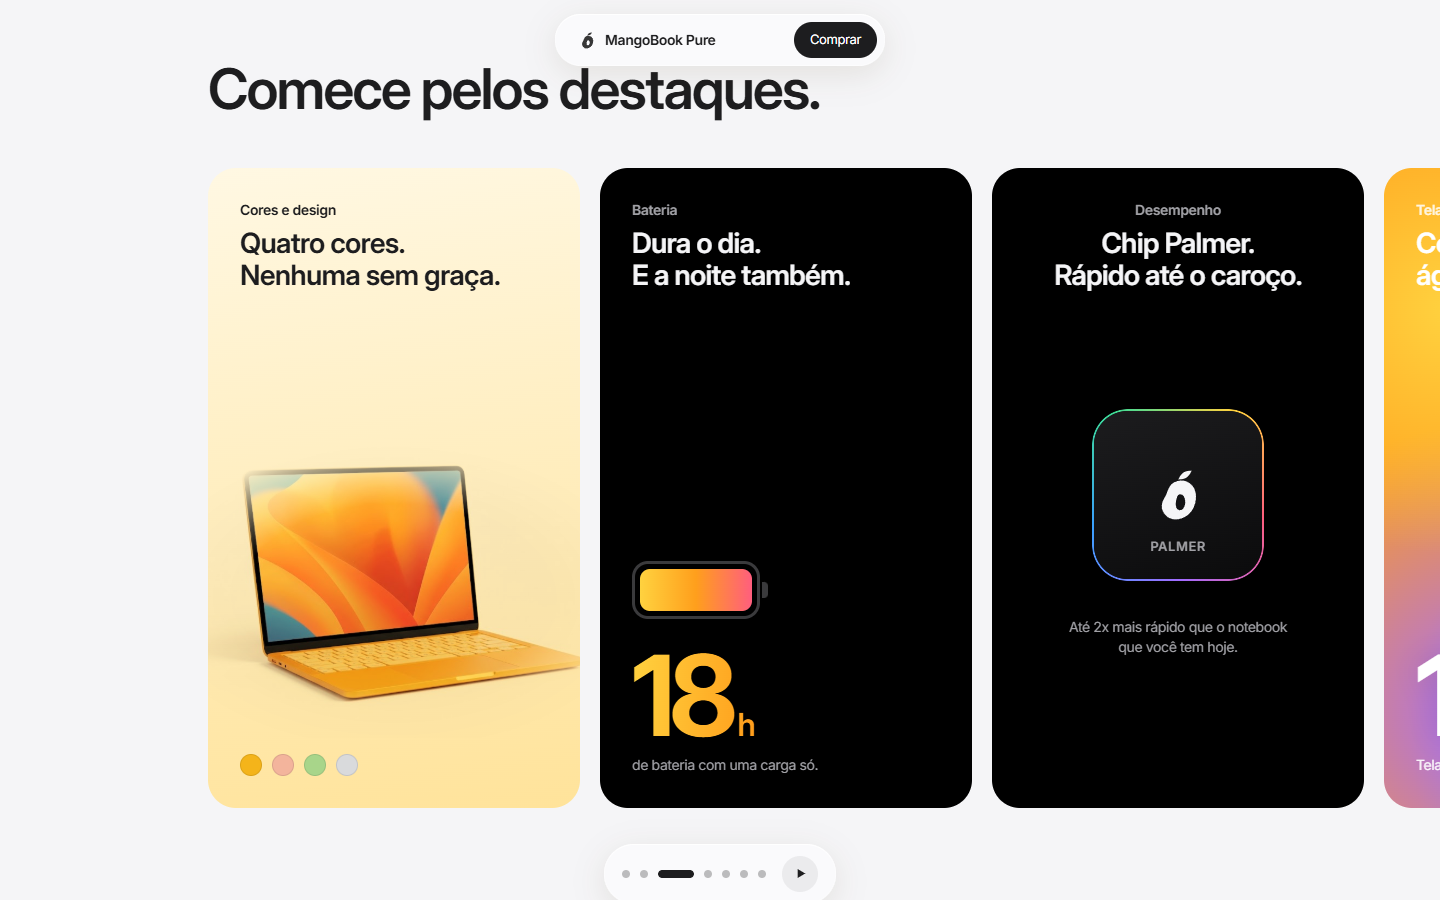 MangoBook Pure
Comprar
Comece pelos destaques.
Cores e design
Quatro cores.
Nenhuma sem graça.
Bateria
Dura o dia.
E a noite também.
18h
de bateria com uma carga só.
Desempenho
Chip Palmer.
Rápido até o caroço.
PALMER
Até 2x mais rápido que o notebook
que você tem hoje.
Tela